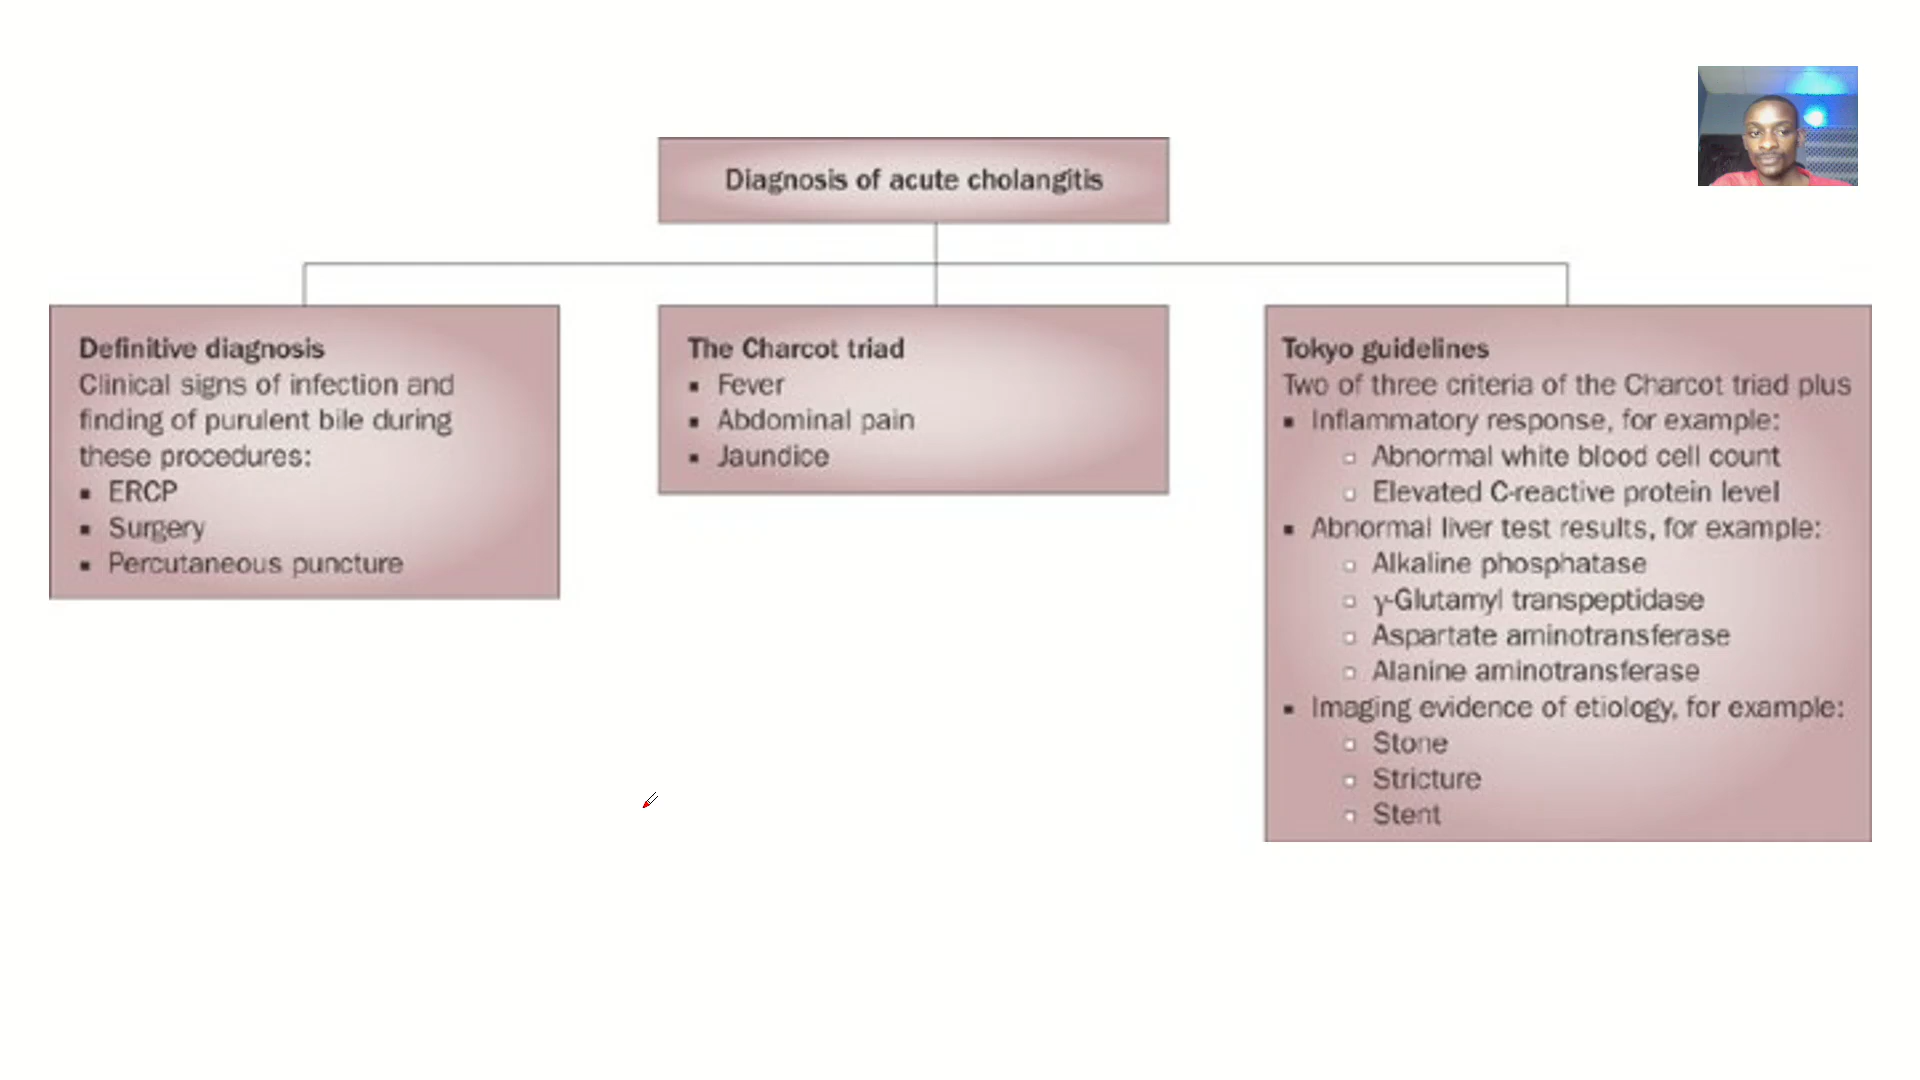 Diagnosis of acute cholangitis
Definitive diagnosis
Clinical signs of infection and
finding of purulent bile during
these procedures:
▪ ERCP
▪ Surgery
▪ Percutaneous puncture
The Charcot triad
▪ Fever
▪ Abdominal pain
▪ Jaundice
Tokyo guidelines
Two of three criteria of the Charcot triad plus
▪ Inflammatory response, for example:
▫ Abnormal white blood cell count
▫ Elevated C-reactive protein level
▪ Abnormal liver test results, for example:
▫ Alkaline phosphatase
▫ γ-Glutamyl transpeptidase
▫ Aspartate aminotransferase
▫ Alanine aminotransferase
▪ Imaging evidence of etiology, for example:
▫ Stone
▫ Stricture
▫ Stent